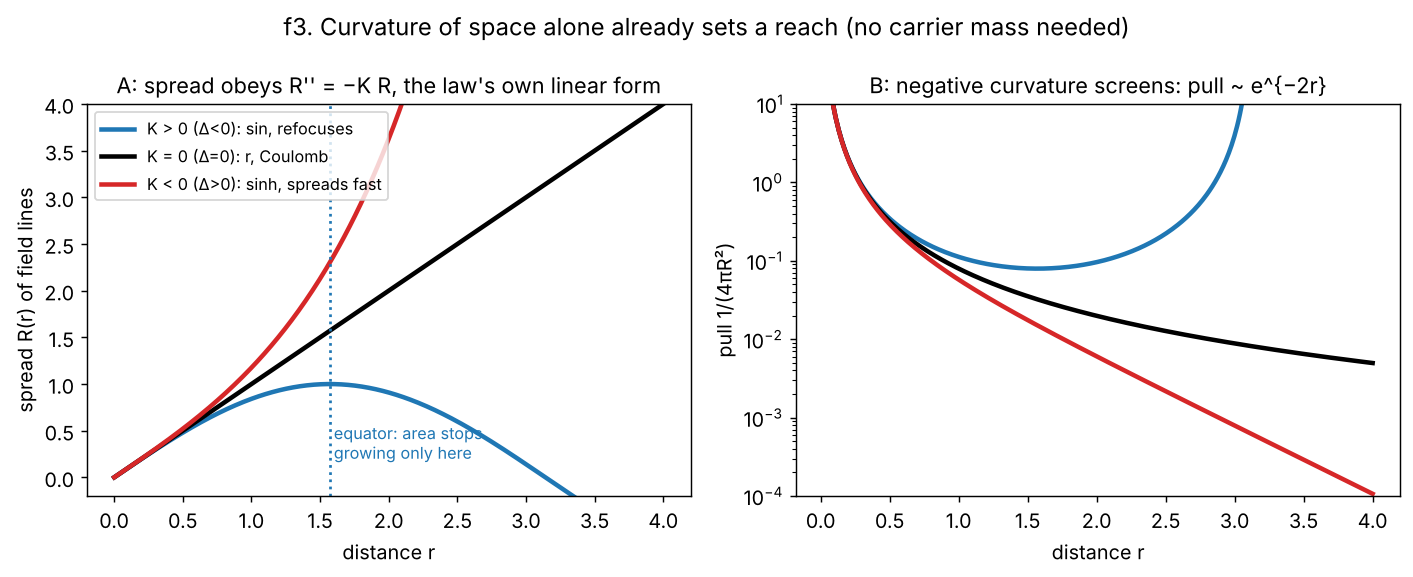 f3. Curvature of space alone already sets a reach (no carrier mass needed)
A: spread obeys R'' = −K R, the law's own linear form
spread R(r) of field lines
4.0
3.5
3.0
2.5
2.0
1.5
1.0
0.5
0.0
K > 0 (Δ<0): sin, refocuses
K = 0 (Δ=0): r, Coulomb
K < 0 (Δ>0): sinh, spreads fast
equator: area stops
growing only here
0.0 0.5 1.0 1.5 2.0 2.5 3.0 3.5 4.0
distance r
B: negative curvature screens: pull ~ e^{−2r}
pull 1/(4πR²)
10¹
10⁰
10⁻¹
10⁻²
10⁻³
10⁻⁴
0.0 0.5 1.0 1.5 2.0 2.5 3.0 3.5 4.0
distance r